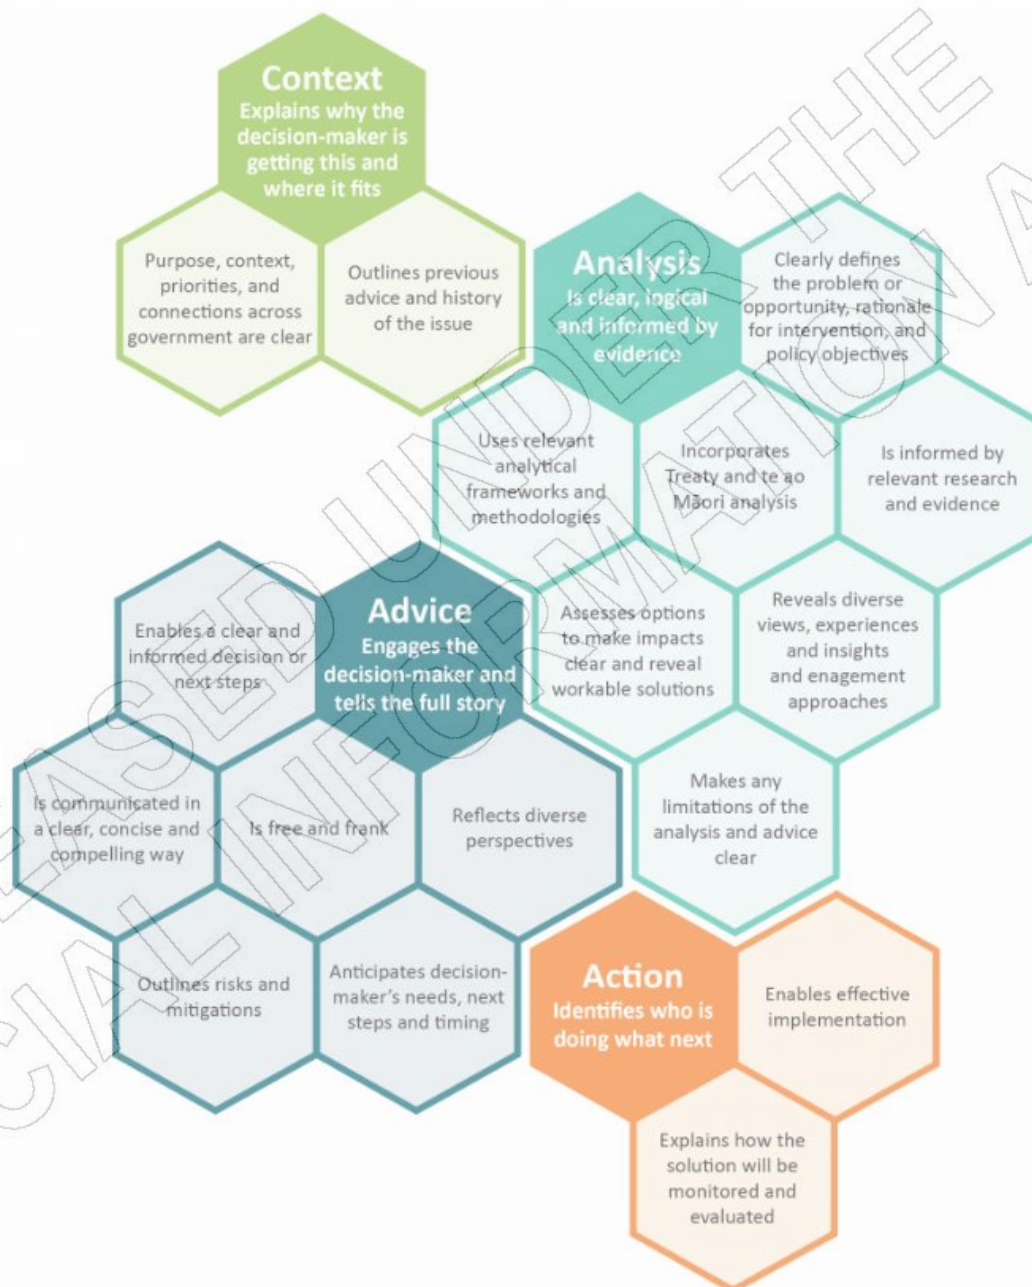 Context
Explains why the
decision-maker is
getting this and
where it fits
Purpose, context,
priorities, and
connections across
government are clear
Outlines previous
advice and history
of the issue
Analysis
Is clear, logical
and informed by
evidence
Clearly defines
the problem or
opportunity, rationale
for intervention, and
policy objectives
Uses relevant
analytical
frameworks and
methodologies
Incorporates
Treaty and te ao
Māori analysis
Is informed by
relevant research
and evidence
Assesses options
to make impacts
clear and reveal
workable solutions
Reveals diverse
views, experiences
and insights
and enagement
approaches
Makes any
limitations of the
analysis and advice
clear
Advice
Engages the
decision-maker and
tells the full story
Enables a clear and
informed decision or
next steps
Is communicated in
a clear, concise and
compelling way
Is free and frank
Reflects diverse
perspectives
Outlines risks and
mitigations
Anticipates decision-
maker's needs, next
steps and timing
Action
Identifies who is
doing what next
Enables effective
implementation
Explains how the
solution will be
monitored and
evaluated
EASED UNDER THE
CIAL INFORMATION A